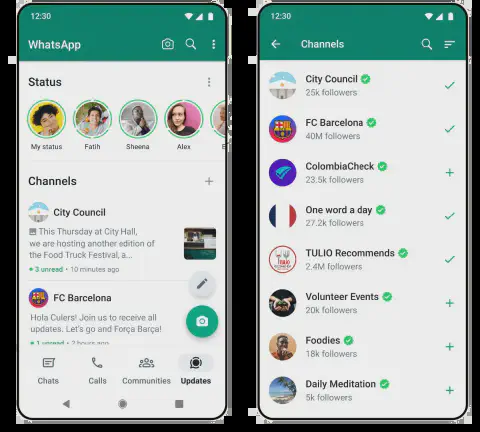 12:30
WhatsApp
Status
My status
Fatih
Sheena
Alex
Channels
City Council
This Thursday at City Hall,
we are hosting another edition of
the Food Truck Festival, a...
3 unread • 10 minutes ago
FC Barcelona
Hola Culers! Join us to receive all
updates. Let's go and Força Barça!
1 unread • 2 hours ago
Chats
Calls
Communities
Updates
12:30
Channels
City Council
25k followers
FC Barcelona
40M followers
ColombiaCheck
23.5k followers
One word a day
27.2k followers
TULIO
TULIO Recommends
2.4M followers
Volunteer Events
20k followers
Foodies
18k followers
Daily Meditation
5k followers